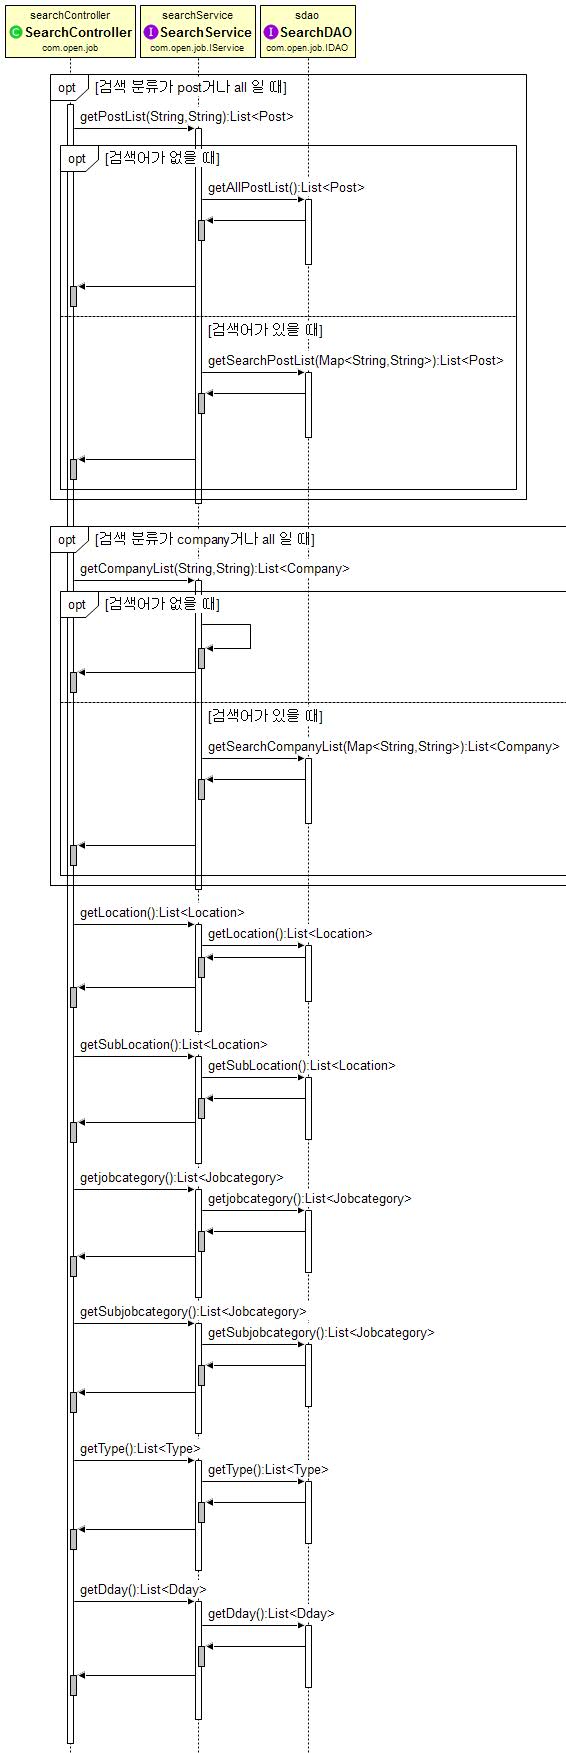 searchController
C SearchController
com.open.job
searchService
I SearchService
com.open.job.IService
sdao
I SearchDAO
com.open.job.IDAO
opt [검색 분류가 post거나 all 일 때]
getPostList(String,String):List<Post>
opt [검색어가 없을 때]
getAllPostList():List<Post>
[검색어가 있을 때]
getSearchPostList(Map<String,String>):List<Post>
opt [검색 분류가 company거나 all 일 때]
getCompanyList(String,String):List<Company>
opt [검색어가 없을 때]
[검색어가 있을 때]
getSearchCompanyList(Map<String,String>):List<Company>
getLocation():List<Location>
getLocation():List<Location>
getSubLocation():List<Location>
getSubLocation():List<Location>
getjobcategory():List<Jobcategory>
getjobcategory():List<Jobcategory>
getSubjobcategory():List<Jobcategory>
getSubjobcategory():List<Jobcategory>
getType():List<Type>
getType():List<Type>
getDday():List<Dday>
getDday():List<Dday>